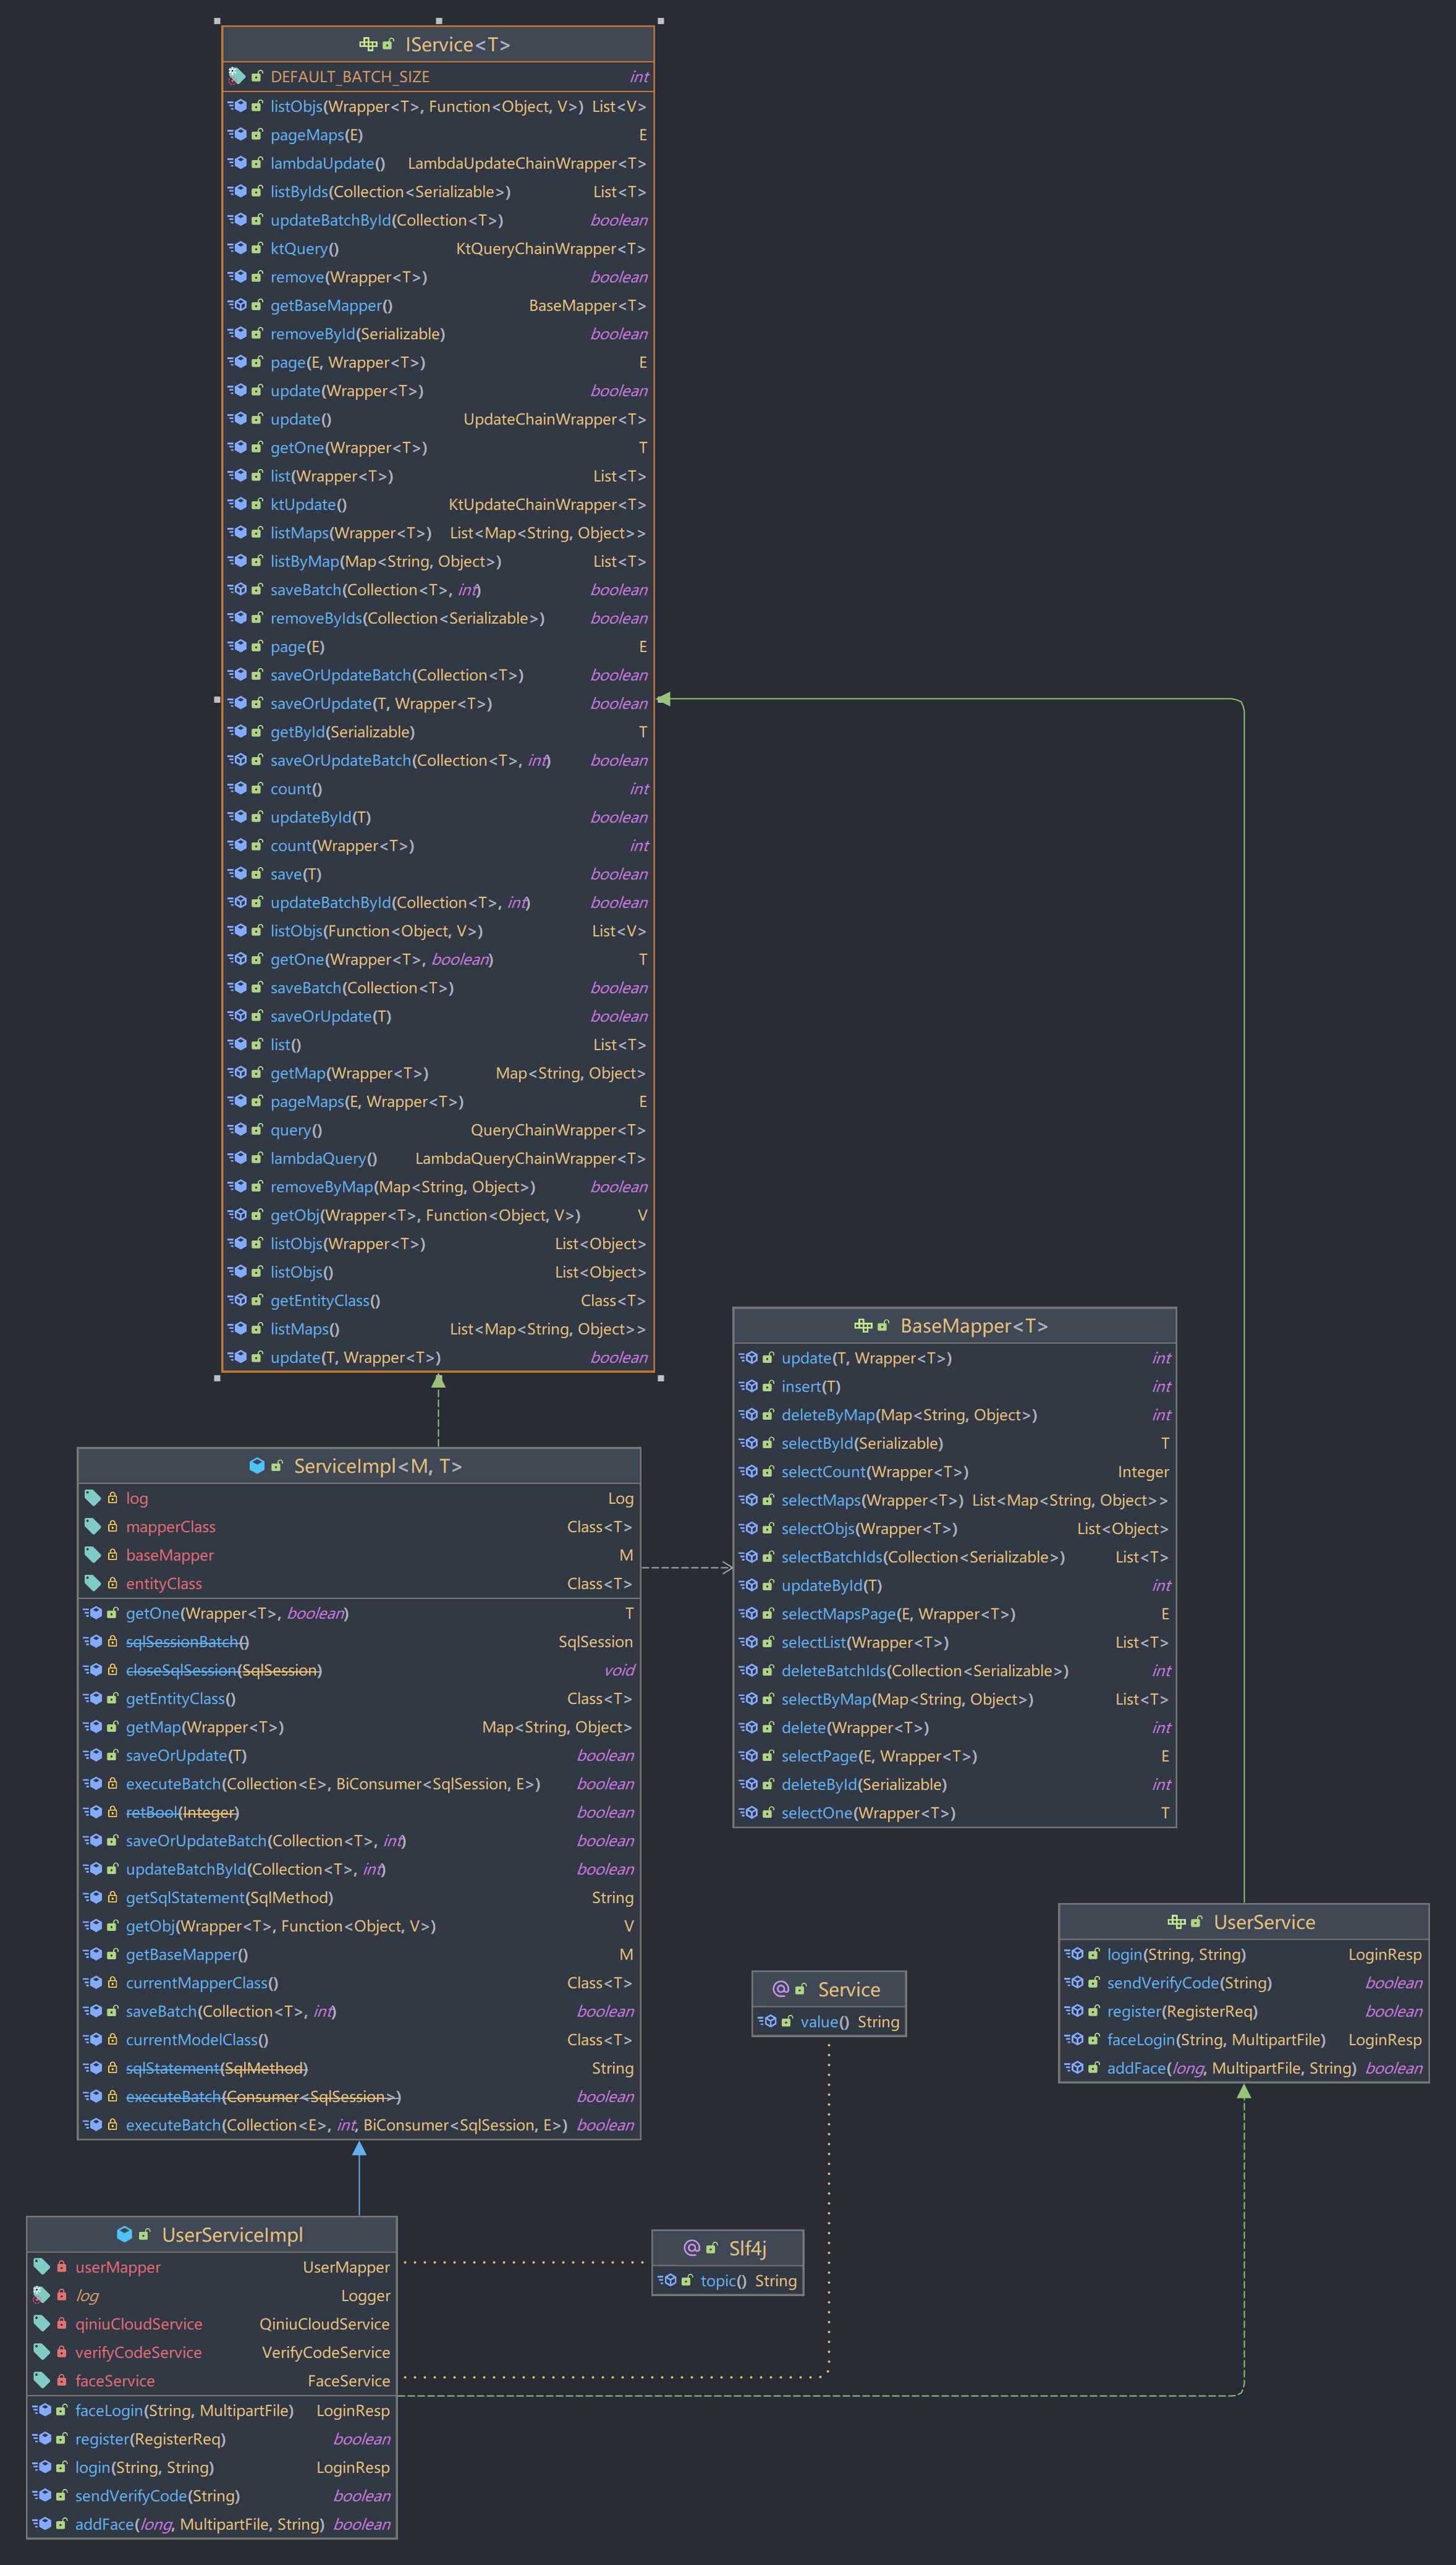 IService<T>
DEFAULT_BATCH_SIZE int
listObjs(Wrapper<T>, Function<Object, V>) List<V>
pageMaps(E) E
lambdaUpdate() LambdaUpdateChainWrapper<T>
listByIds(Collection<Serializable>) List<T>
updateBatchById(Collection<T>) boolean
ktQuery() KtQueryChainWrapper<T>
remove(Wrapper<T>) boolean
getBaseMapper() BaseMapper<T>
removeById(Serializable) boolean
page(E, Wrapper<T>) E
update(Wrapper<T>) boolean
update() UpdateChainWrapper<T>
getOne(Wrapper<T>) T
list(Wrapper<T>) List<T>
ktUpdate() KtUpdateChainWrapper<T>
listMaps(Wrapper<T>) List<Map<String, Object>>
listByMap(Map<String, Object>) List<T>
saveBatch(Collection<T>, int) boolean
removeByIds(Collection<Serializable>) boolean
page(E) E
saveOrUpdateBatch(Collection<T>) boolean
saveOrUpdate(T, Wrapper<T>) boolean
getById(Serializable) T
saveOrUpdateBatch(Collection<T>, int) boolean
count() int
updateById(T) boolean
count(Wrapper<T>) int
save(T) boolean
updateBatchById(Collection<T>, int) boolean
listObjs(Function<Object, V>) List<V>
getOne(Wrapper<T>, boolean) T
saveBatch(Collection<T>) boolean
saveOrUpdate(T) boolean
list() List<T>
getMap(Wrapper<T>) Map<String, Object>
pageMaps(E, Wrapper<T>) E
query() QueryChainWrapper<T>
lambdaQuery() LambdaQueryChainWrapper<T>
removeByMap(Map<String, Object>) boolean
getObj(Wrapper<T>, Function<Object, V>) V
listObjs(Wrapper<T>) List<Object>
listObjs() List<Object>
getEntityClass() Class<T>
listMaps() List<Map<String, Object>>
update(T, Wrapper<T>) boolean
BaseMapper<T>
update(T, Wrapper<T>) int
insert(T) int
deleteByMap(Map<String, Object>) int
selectById(Serializable) T
selectCount(Wrapper<T>) Integer
selectMaps(Wrapper<T>) List<Map<String, Object>>
selectObjs(Wrapper<T>) List<Object>
selectBatchIds(Collection<Serializable>) List<T>
updateById(T) int
selectMapsPage(E, Wrapper<T>) E
selectList(Wrapper<T>) List<T>
deleteBatchIds(Collection<Serializable>) int
selectByMap(Map<String, Object>) List<T>
delete(Wrapper<T>) int
selectPage(E, Wrapper<T>) E
deleteById(Serializable) int
selectOne(Wrapper<T>) T
ServiceImpl<M, T>
log Log
mapperClass Class<T>
baseMapper M
entityClass Class<T>
getOne(Wrapper<T>, boolean) T
sqlSessionBatch() SqlSession
closeSqlSession(SqlSession) void
getEntityClass() Class<T>
getMap(Wrapper<T>) Map<String, Object>
saveOrUpdate(T) boolean
executeBatch(Collection<E>, BiConsumer<SqlSession, E>) boolean
retBool(Integer) boolean
saveOrUpdateBatch(Collection<T>, int) boolean
updateBatchById(Collection<T>, int) boolean
getSqlStatement(SqlMethod) String
getObj(Wrapper<T>, Function<Object, V>) V
getBaseMapper() M
currentMapperClass() Class<T>
saveBatch(Collection<T>, int) boolean
currentModelClass() Class<T>
sqlStatement(SqlMethod) String
executeBatch(Consumer<SqlSession>) boolean
executeBatch(Collection<E>, int, BiConsumer<SqlSession, E>) boolean
UserService
login(String, String) LoginResp
sendVerifyCode(String) boolean
register(RegisterReq) boolean
faceLogin(String, MultipartFile) LoginResp
addFace(long, MultipartFile, String) boolean
Service
value() String
Slf4j
topic() String
UserServiceImpl
userMapper UserMapper
log Logger
qiniuCloudService QiniuCloudService
verifyCodeService VerifyCodeService
faceService FaceService
faceLogin(String, MultipartFile) LoginResp
register(RegisterReq) boolean
login(String, String) LoginResp
sendVerifyCode(String) boolean
addFace(long, MultipartFile, String) boolean